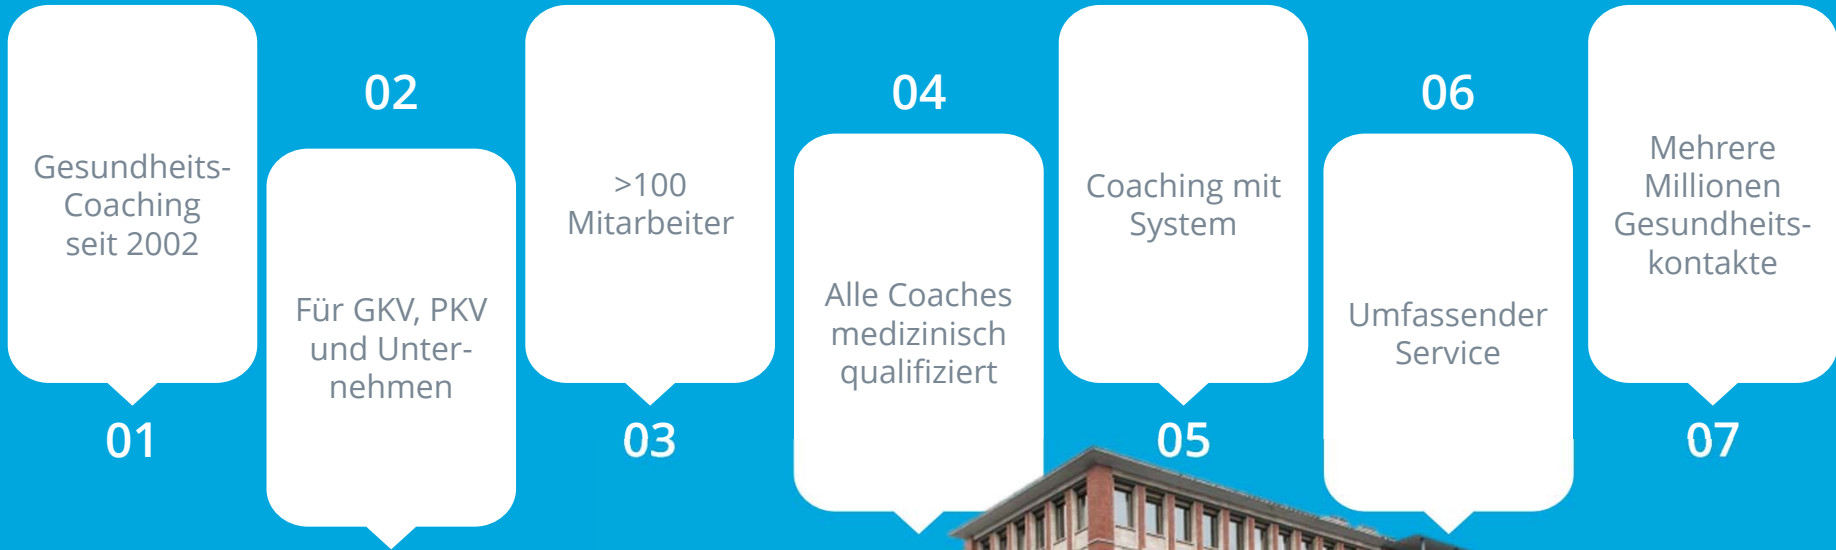 Gesundheits-
Coaching
seit 2002
01
02
Für GKV, PKV
und Unter-
nehmen
>100
Mitarbeiter
03
04
Alle Coaches
medizinisch
qualifiziert
Coaching mit
System
05
06
Umfassender
Service
Mehrere
Millionen
Gesundheits-
kontakte
07